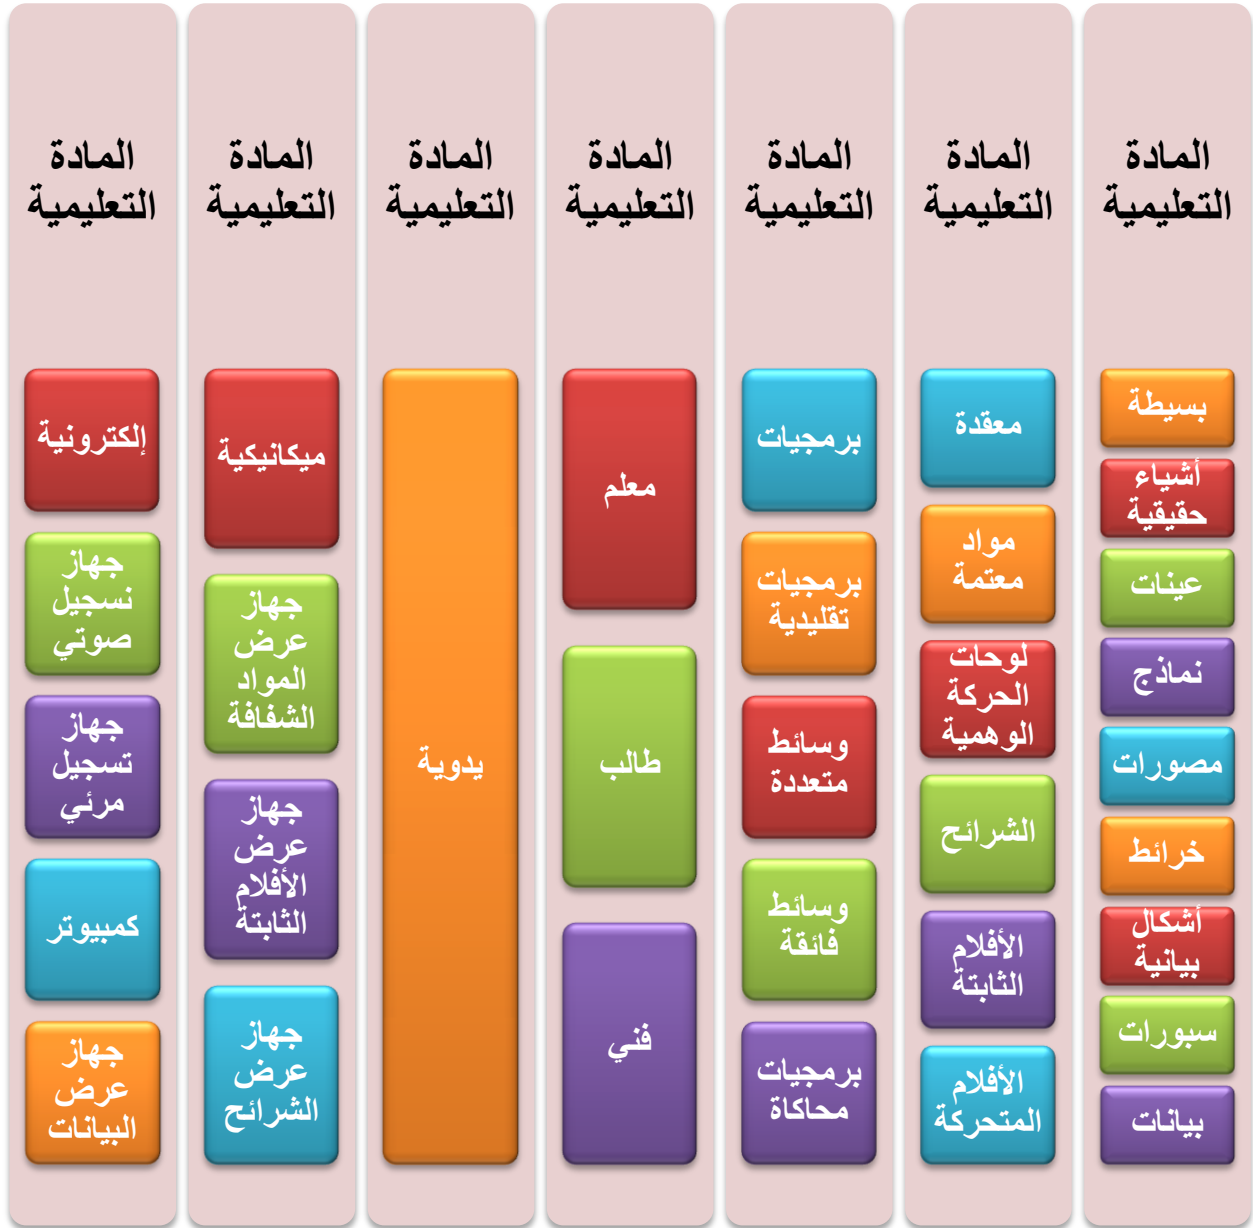 المادة
التعليمية
بسيطة
أشياء
حقيقية
عينات
نماذج
مصورات
خرائط
أشكال
بيانية
سبورات
بيانات
المادة
التعليمية
معقدة
مواد
معتمة
لوحات
الحركة
الوهمية
الشرائح
الأفلام
الثابتة
الأفلام
المتحركة
المادة
التعليمية
برمجيات
برمجيات
تقليدية
وسائط
متعددة
وسائط
فائقة
برمجيات
محاكاة
المادة
التعليمية
معلم
طالب
فني
المادة
التعليمية
يدوية
المادة
التعليمية
ميكانيكية
جهاز
عرض
المواد
الشفافة
جهاز
عرض
الأفلام
الثابتة
جهاز
عرض
الشرائح
المادة
التعليمية
إلكترونية
جهاز
نسجيل
صوتي
جهاز
تسجيل
مرئي
كمبيوتر
جهاز
عرض
البيانات